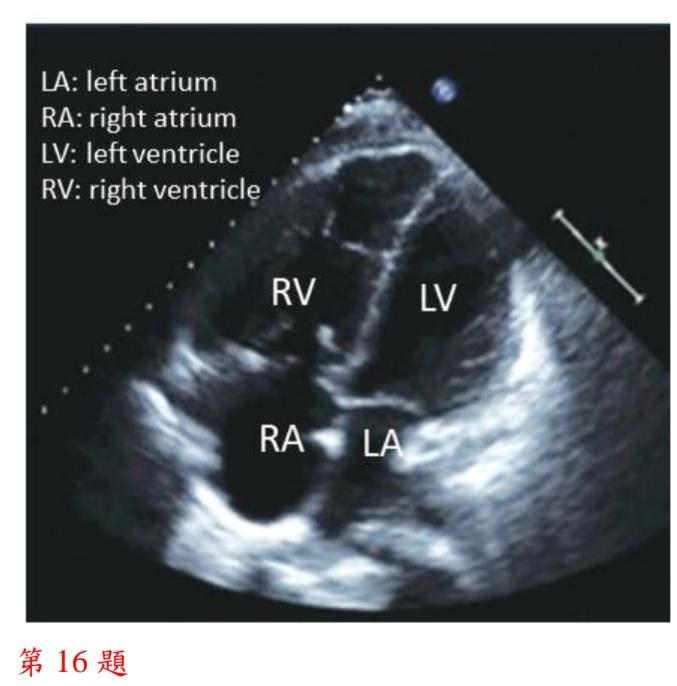 LA: left atrium
RA: right atrium
LV: left ventricle
RV: right ventricle
RV
LV
RA
LA
第 16 題